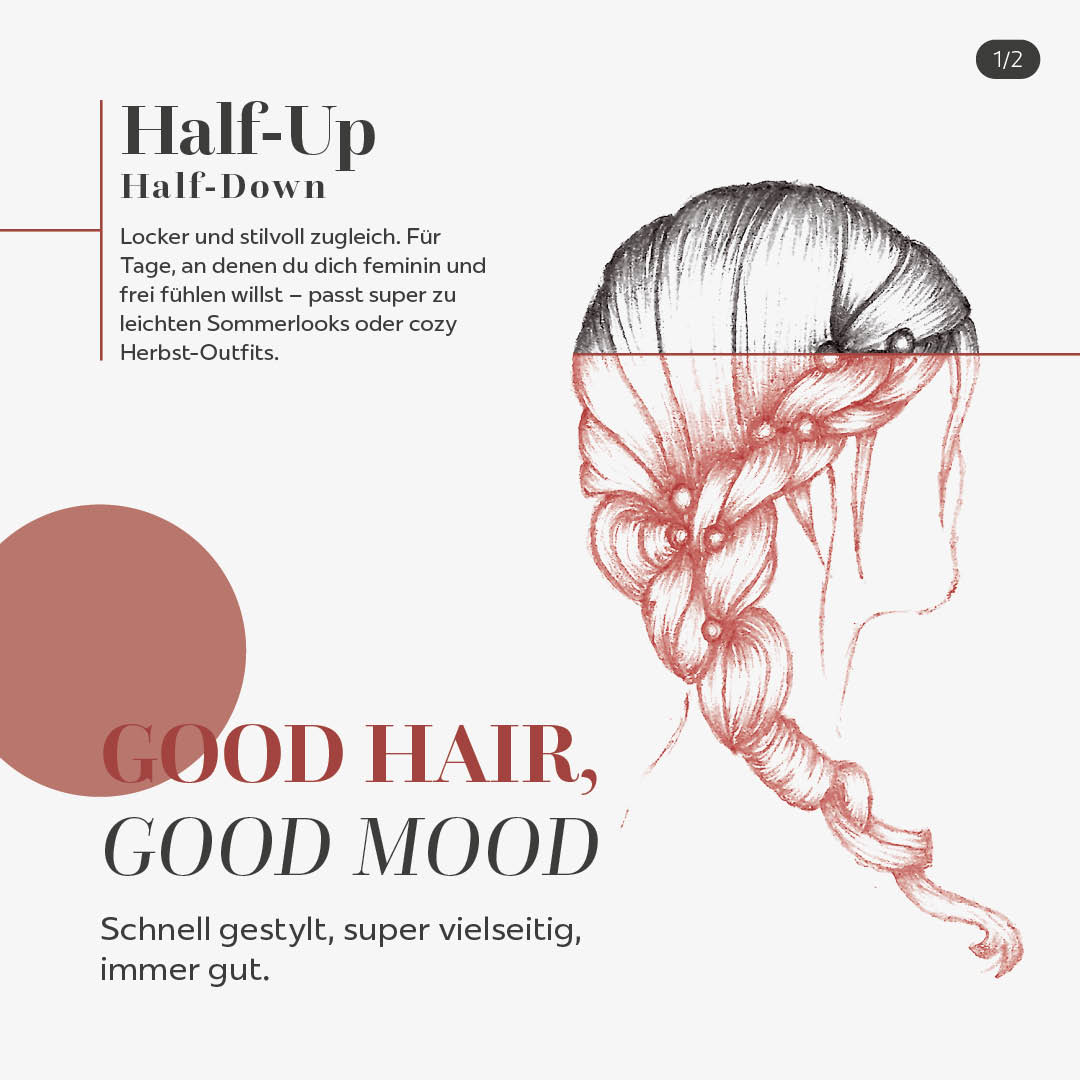 1/2
Half-Up
Half-Down
Locker und stilvoll zugleich. Für
Tage, an denen du dich feminin und
frei fühlen willst – passt super zu
leichten Sommerlooks oder cozy
Herbst-Outfits.
GOOD HAIR,
GOOD MOOD
Schnell gestylt, super vielseitig,
immer gut.